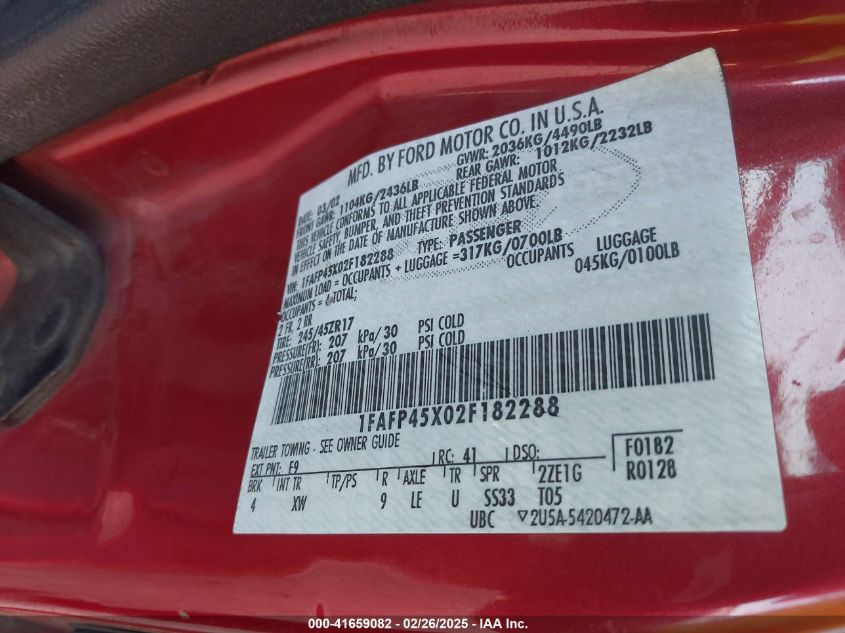 MFD. BY FORD MOTOR CO. IN U.S.A.
DATE: 03/02 GVWR: 2036KG/4490LB
FRONT GAWR: 1104KG/2436LB REAR GAWR: 1012KG/2232LB
THIS VEHICLE CONFORMS TO ALL APPLICABLE FEDERAL MOTOR
VEHICLE SAFETY, BUMPER, AND THEFT PREVENTION STANDARDS
IN EFFECT ON THE DATE OF MANUFACTURE SHOWN ABOVE.
VIN: 1FAFP45X02F182288 TYPE: PASSENGER
MAXIMUM LOAD = OCCUPANTS + LUGGAGE =317KG/0700LB
OCCUPANTS = 4 TOTAL; OCCUPANTS LUGGAGE
2 FR, 2 RR 045KG/0100LB
TIRE: 245/45ZR17
PRESSURE(FR): 207 kPa/30 PSI COLD
PRESSURE(RR): 207 kPa/30 PSI COLD
1FAFP45X02F182288
TRAILER TOWING - SEE OWNER GUIDE
EXT PNT: F9 RC: 41 DSO: F0182
BRK INT TR TP/PS R AXLE TR SPR 2ZE1G R0128
4 XW 9 LE U SS33 T05
UBC ▽2U5A-5420472-AA
000-41659082 - 02/26/2025 - IAAI.com